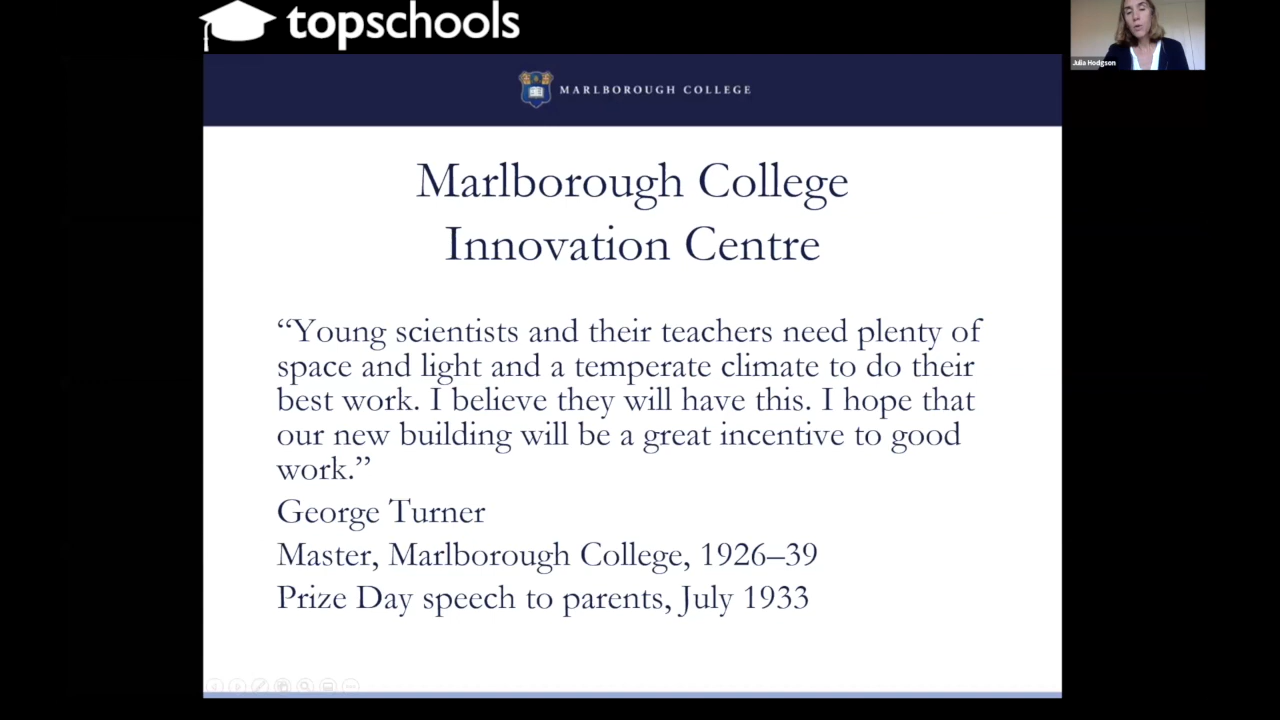 topschools
Julia Hodgson
MARLBOROUGH COLLEGE
Marlborough College
Innovation Centre
“Young scientists and their teachers need plenty of
space and light and a temperate climate to do their
best work. I believe they will have this. I hope that
our new building will be a great incentive to good
work.”
George Turner
Master, Marlborough College, 1926–39
Prize Day speech to parents, July 1933